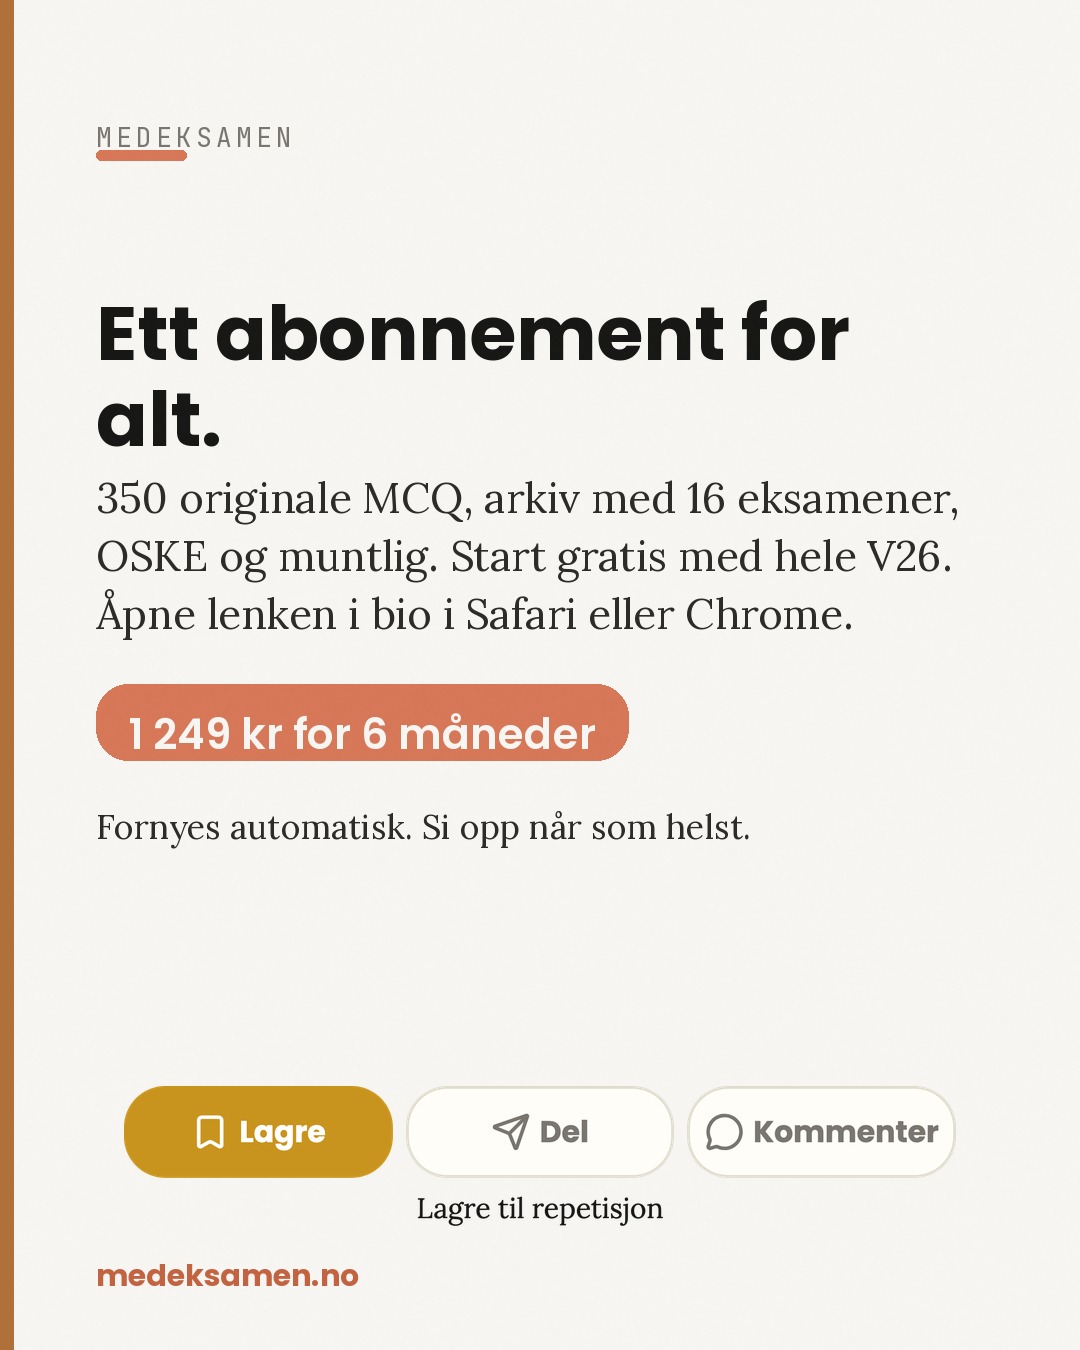 MEDEKSAMEN
Ett abonnement for
alt.
350 originale MCQ, arkiv med 16 eksamener,
OSKE og muntlig. Start gratis med hele V26.
Åpne lenken i bio i Safari eller Chrome.
1 249 kr for 6 måneder
Fornyes automatisk. Si opp når som helst.
Lagre Del Kommenter
Lagre til repetisjon
medeksamen.no